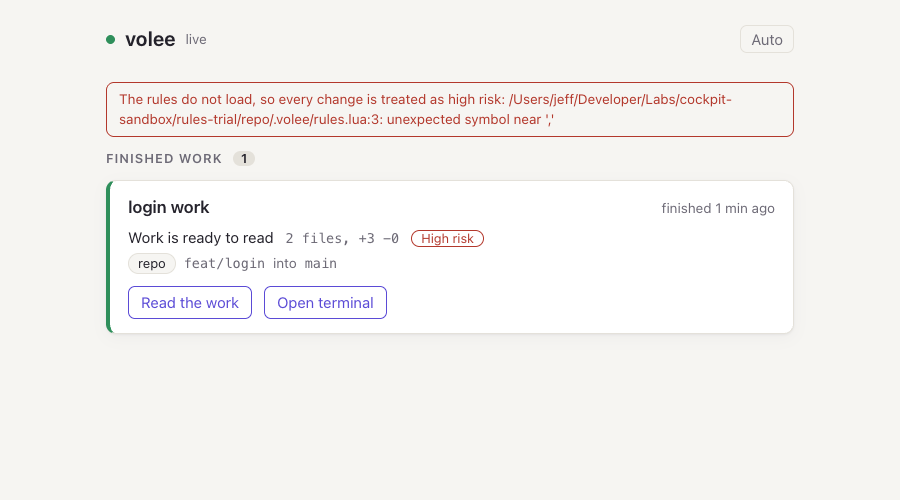 volee live
Auto
The rules do not load, so every change is treated as high risk: /Users/jeff/Developer/Labs/cockpit-
sandbox/rules-trial/repo/.volee/rules.lua:3: unexpected symbol near ','
FINISHED WORK 1
login work
finished 1 min ago
Work is ready to read 2 files, +3 −0 High risk
repo feat/login into main
Read the work Open terminal